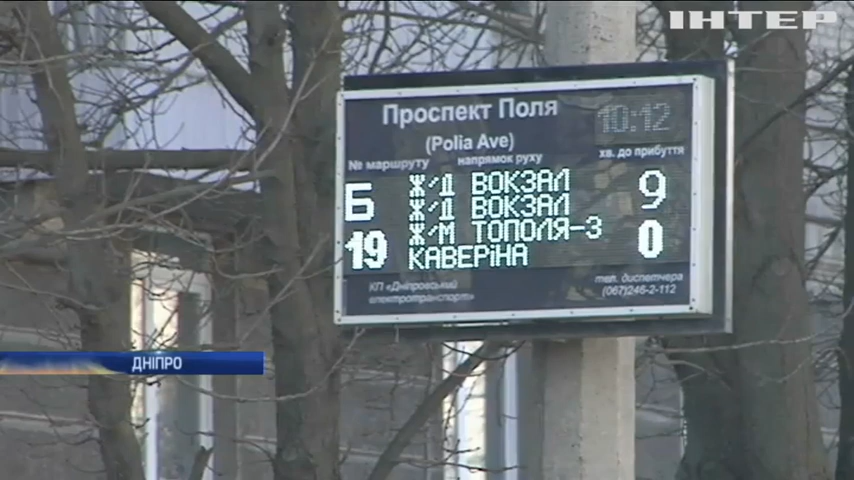 ІНТЕР
Проспект Поля
10:12
(Polia Ave)
№ маршруту напрямок руху хв. до прибуття
Б Ж/Д ВОКЗАЛ 9
Ж/Д ВОКЗАЛ
19 Ж/М ТОПОЛЯ-3 0
КАВЕРіНА
КП «Дніпровський тел. диспетчера
електротранспорт» (067)246-2-112
ДНІПРО